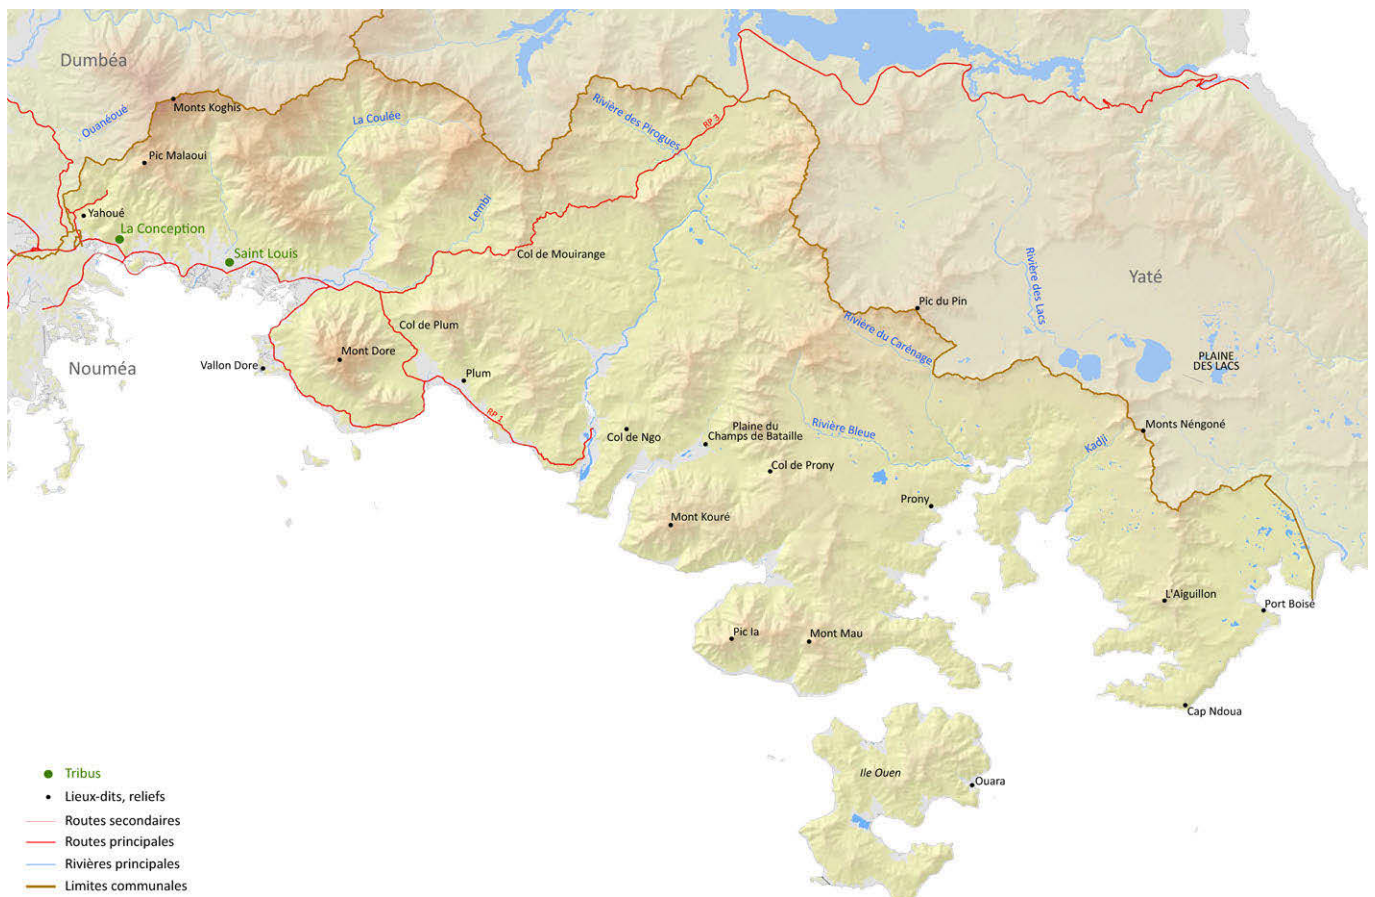 Dumbéa
Monts Koghis
Ouanéoué
La Coulée
Rivière des Pirogues
RP 3
Pic Malaoui
Yahoué
Lembi
La Conception
Saint Louis
Col de Mouirange
Rivière des Lacs
Yaté
Pic du Pin
Rivière du Carénage
Col de Plum
Mont Dore
Vallon Dore
Nouméa
Plum
PLAINE
DES LACS
RP 1
Plaine du
Champs de Bataille
Rivière Bleue
Monts Néngoné
Col de Ngo
Kadji
Col de Prony
Prony
Mont Kouré
L'Aiguillon
Port Boise
Pic Ia
Mont Mau
Cap Ndoua
Ile Ouen
Ouara
Tribus
Lieux-dits, reliefs
Routes secondaires
Routes principales
Rivières principales
Limites communales